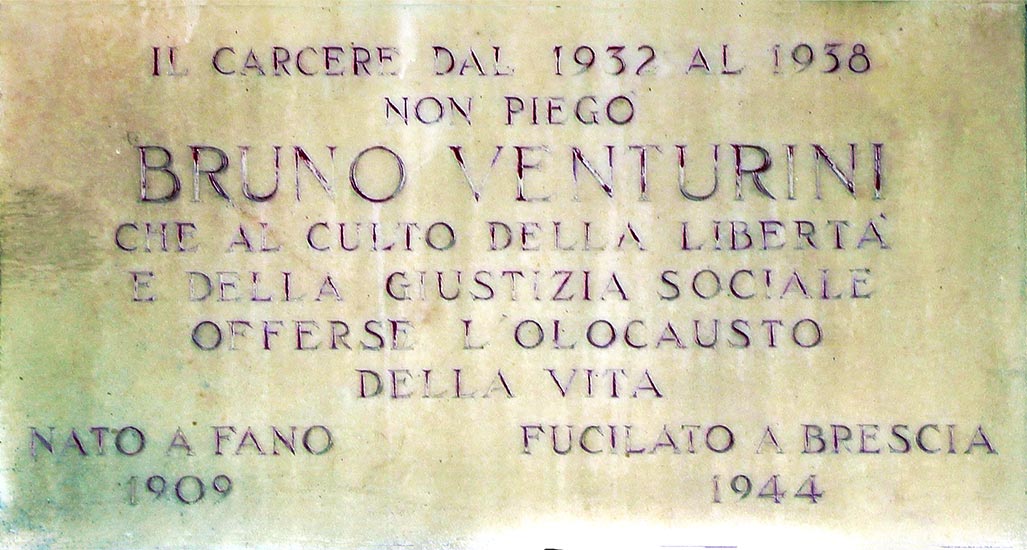 IL CARCERE DAL 1932 AL 1938
NON PIEGÒ
BRUNO VENTURINI
CHE AL CULTO DELLA LIBERTÀ
E DELLA GIUSTIZIA SOCIALE
OFFERSE L'OLOCAUSTO
DELLA VITA
NATO A FANO
1909
FUCILATO A BRESCIA
1944